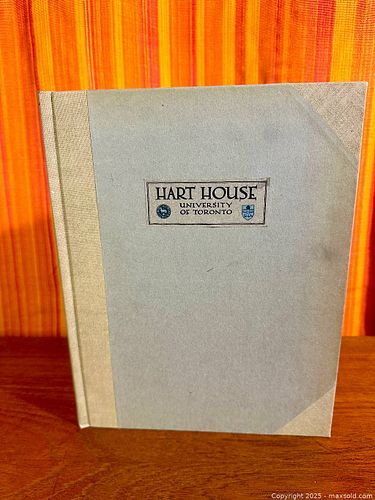 HART HOUSE
UNIVERSITY
OF TORONTO
Copyright © 2025 - maxsold.com